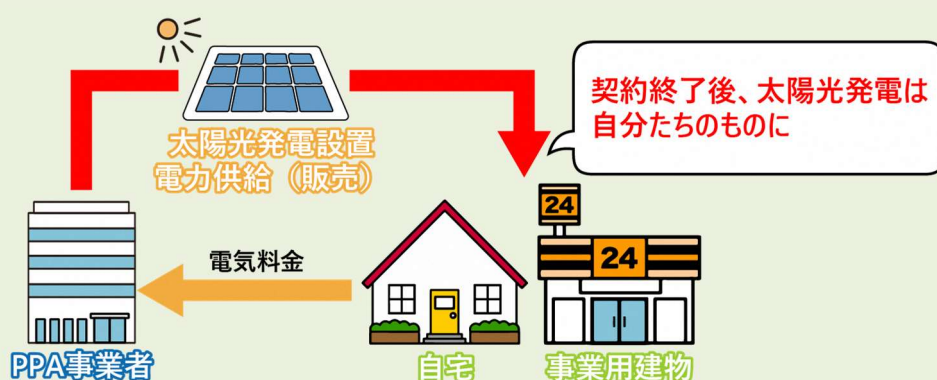 契約終了後、太陽光発電は
自分たちのものに
太陽光発電設置
電力供給（販売）
24
24
電気料金
PPA事業者
自宅
事業用建物